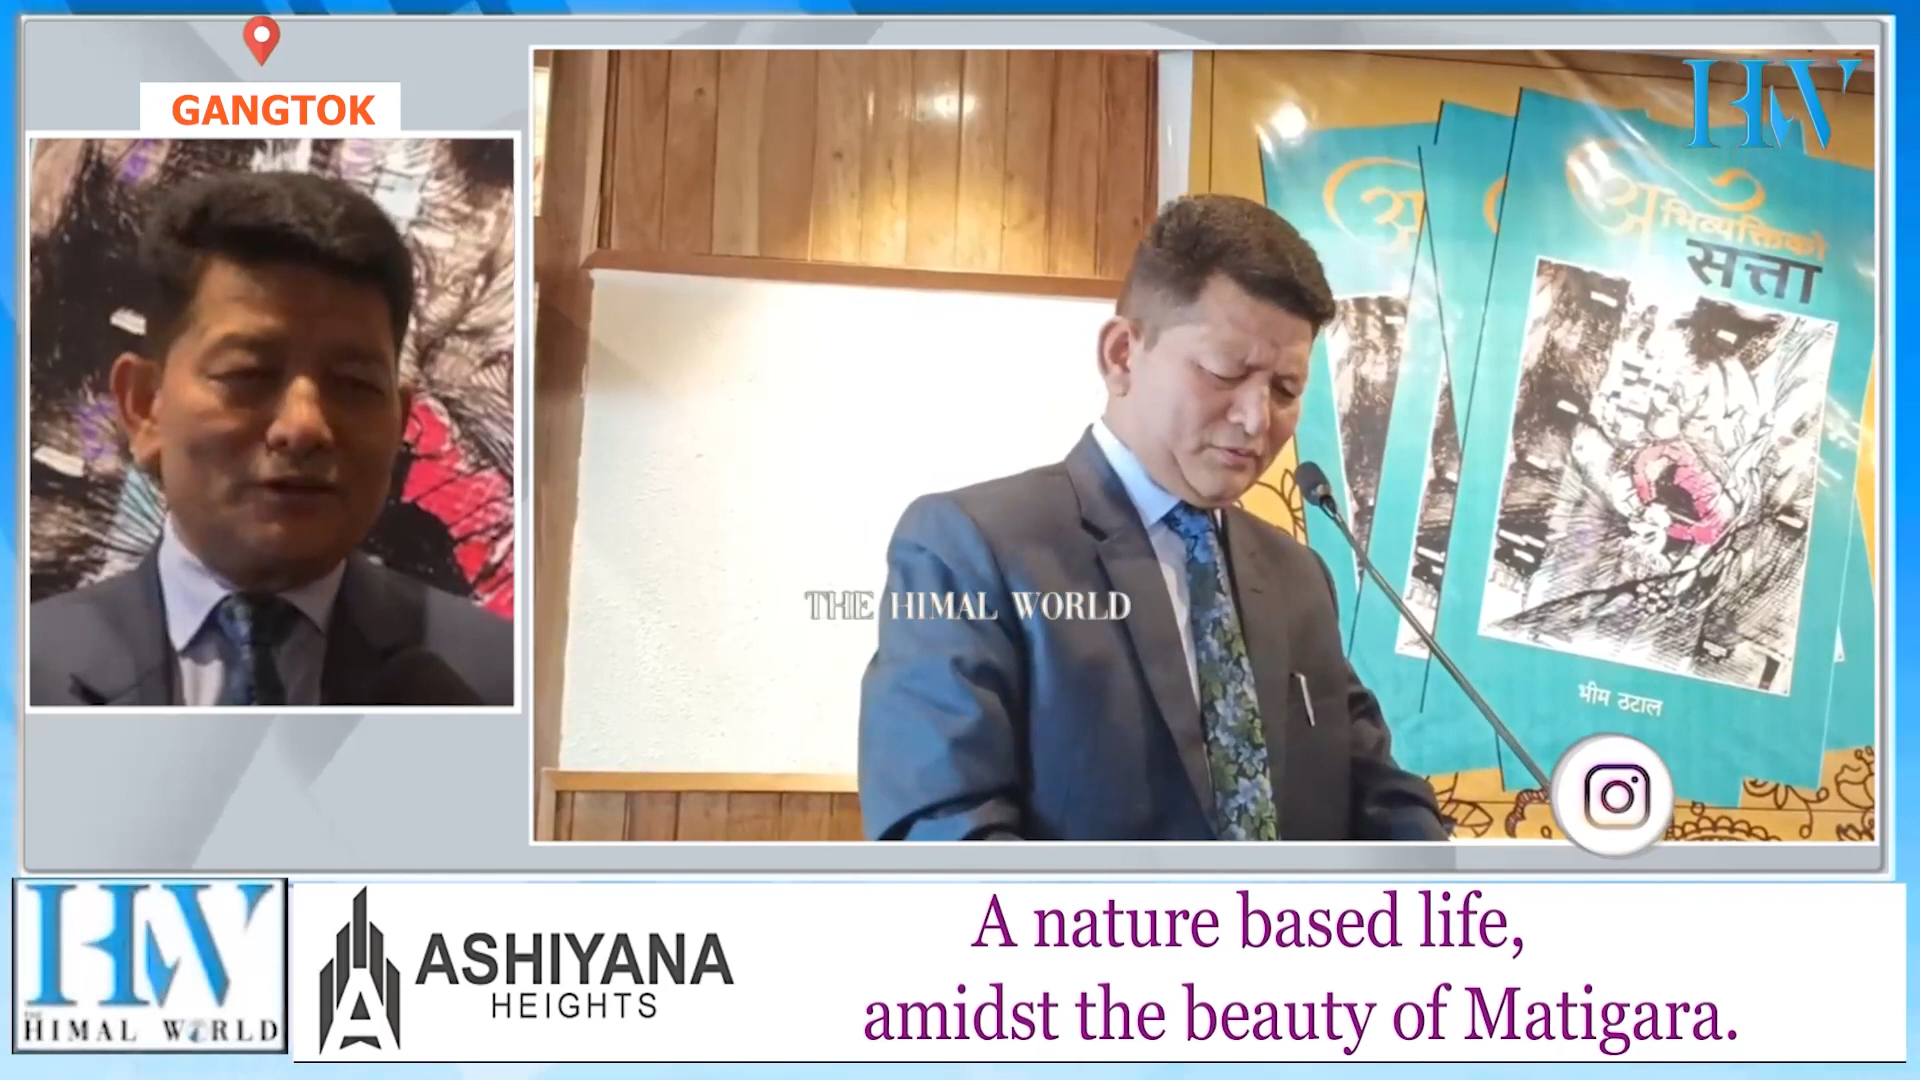 GANGTOK
HW
अभिव्यक्तिको
सत्ता
THE HIMAL WORLD
भीम ठटाल
HW
THE
HIMAL WORLD
ASHIYANA
HEIGHTS
A nature based life,
amidst the beauty of Matigara.